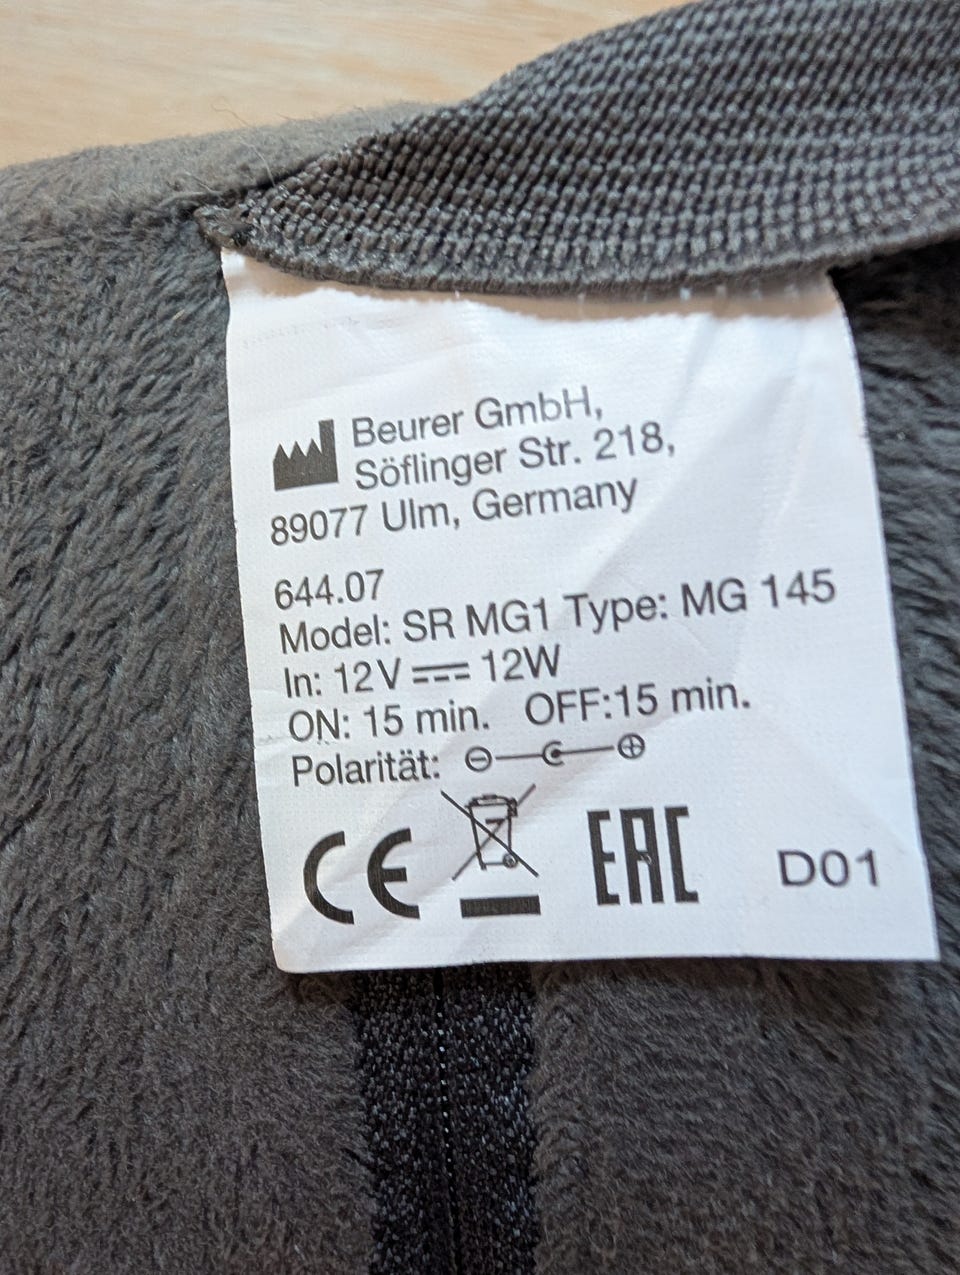 Beurer GmbH,
Söflinger Str. 218,
89077 Ulm, Germany
644.07
Model: SR MG1 Type: MG 145
In: 12V ⎓ 12W
ON: 15 min. OFF:15 min.
Polarität:
CE EAC D01